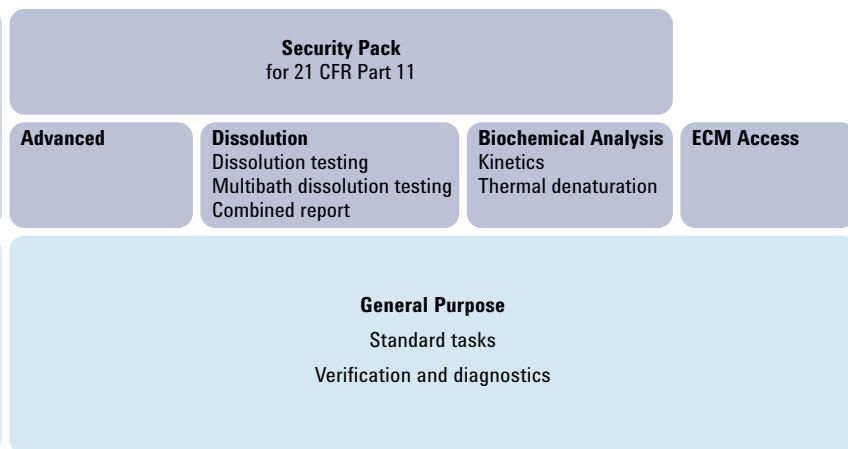 Security Pack
for 21 CFR Part 11
Advanced
Dissolution
Dissolution testing
Multibath dissolution testing
Combined report
Biochemical Analysis
Kinetics
Thermal denaturation
ECM Access
General Purpose
Standard tasks
Verification and diagnostics